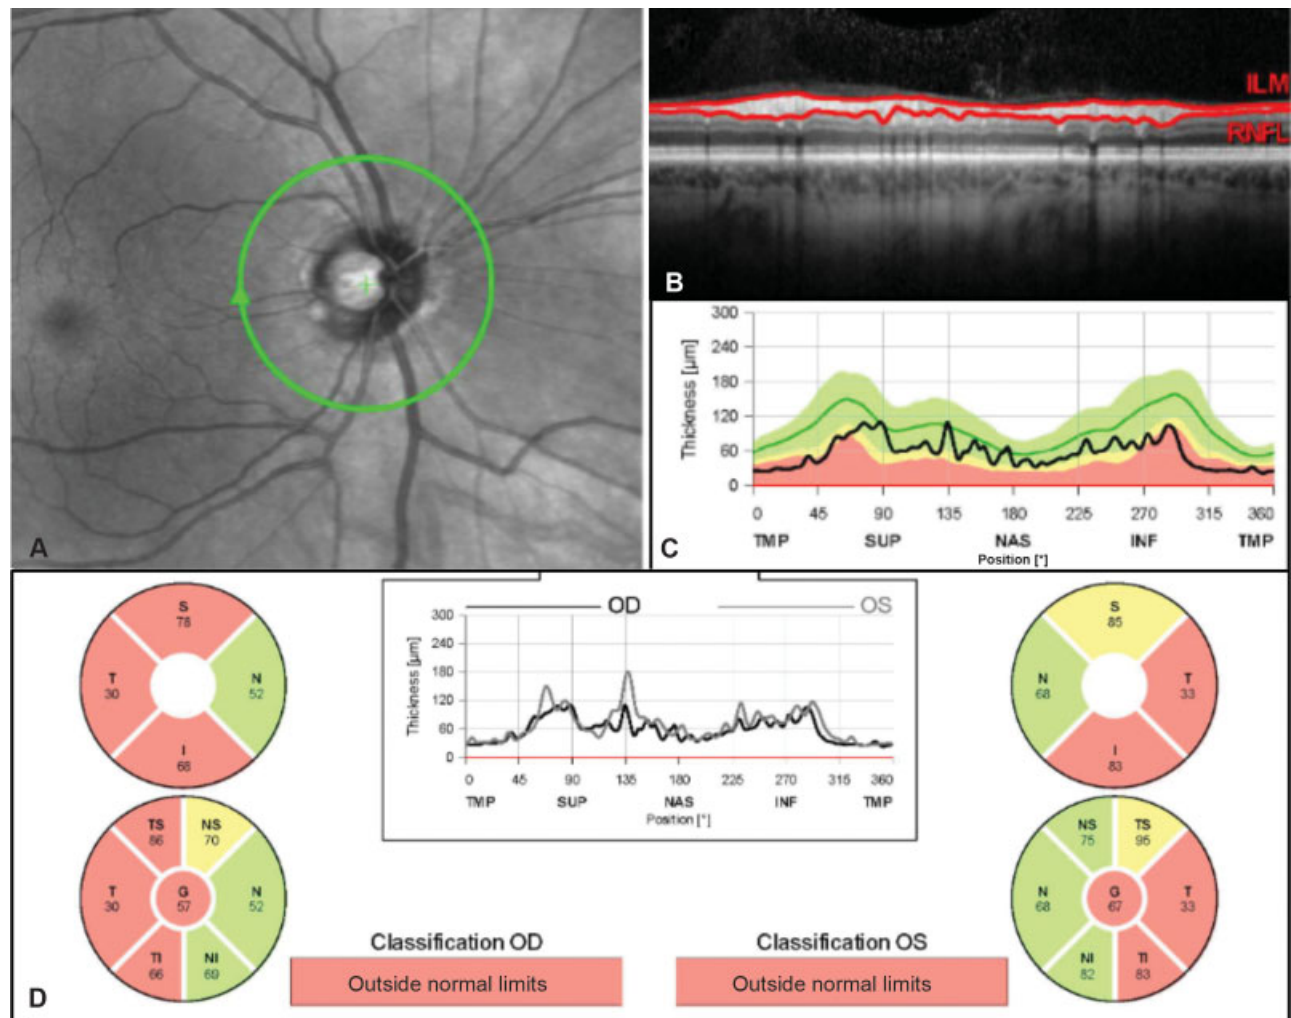 A
ILM
RNFL
B
Thickness [µm]
300
240
180
120
60
0
0 45 90 135 180 225 270 315 360
TMP SUP NAS INF TMP
Position [°]
C
S
78
T
30
N
52
I
68
TS
86
NS
70
T
30
G
57
N
52
TI
66
NI
69
OD
OS
Thickness [µm]
300
240
180
120
60
0
0 45 90 135 180 225 270 315 360
TMP SUP NAS INF TMP
Position [°]
S
85
N
68
T
33
I
83
NS
75
TS
95
N
68
G
67
T
33
NI
82
TI
83
Classification OD
Outside normal limits
Classification OS
Outside normal limits
D